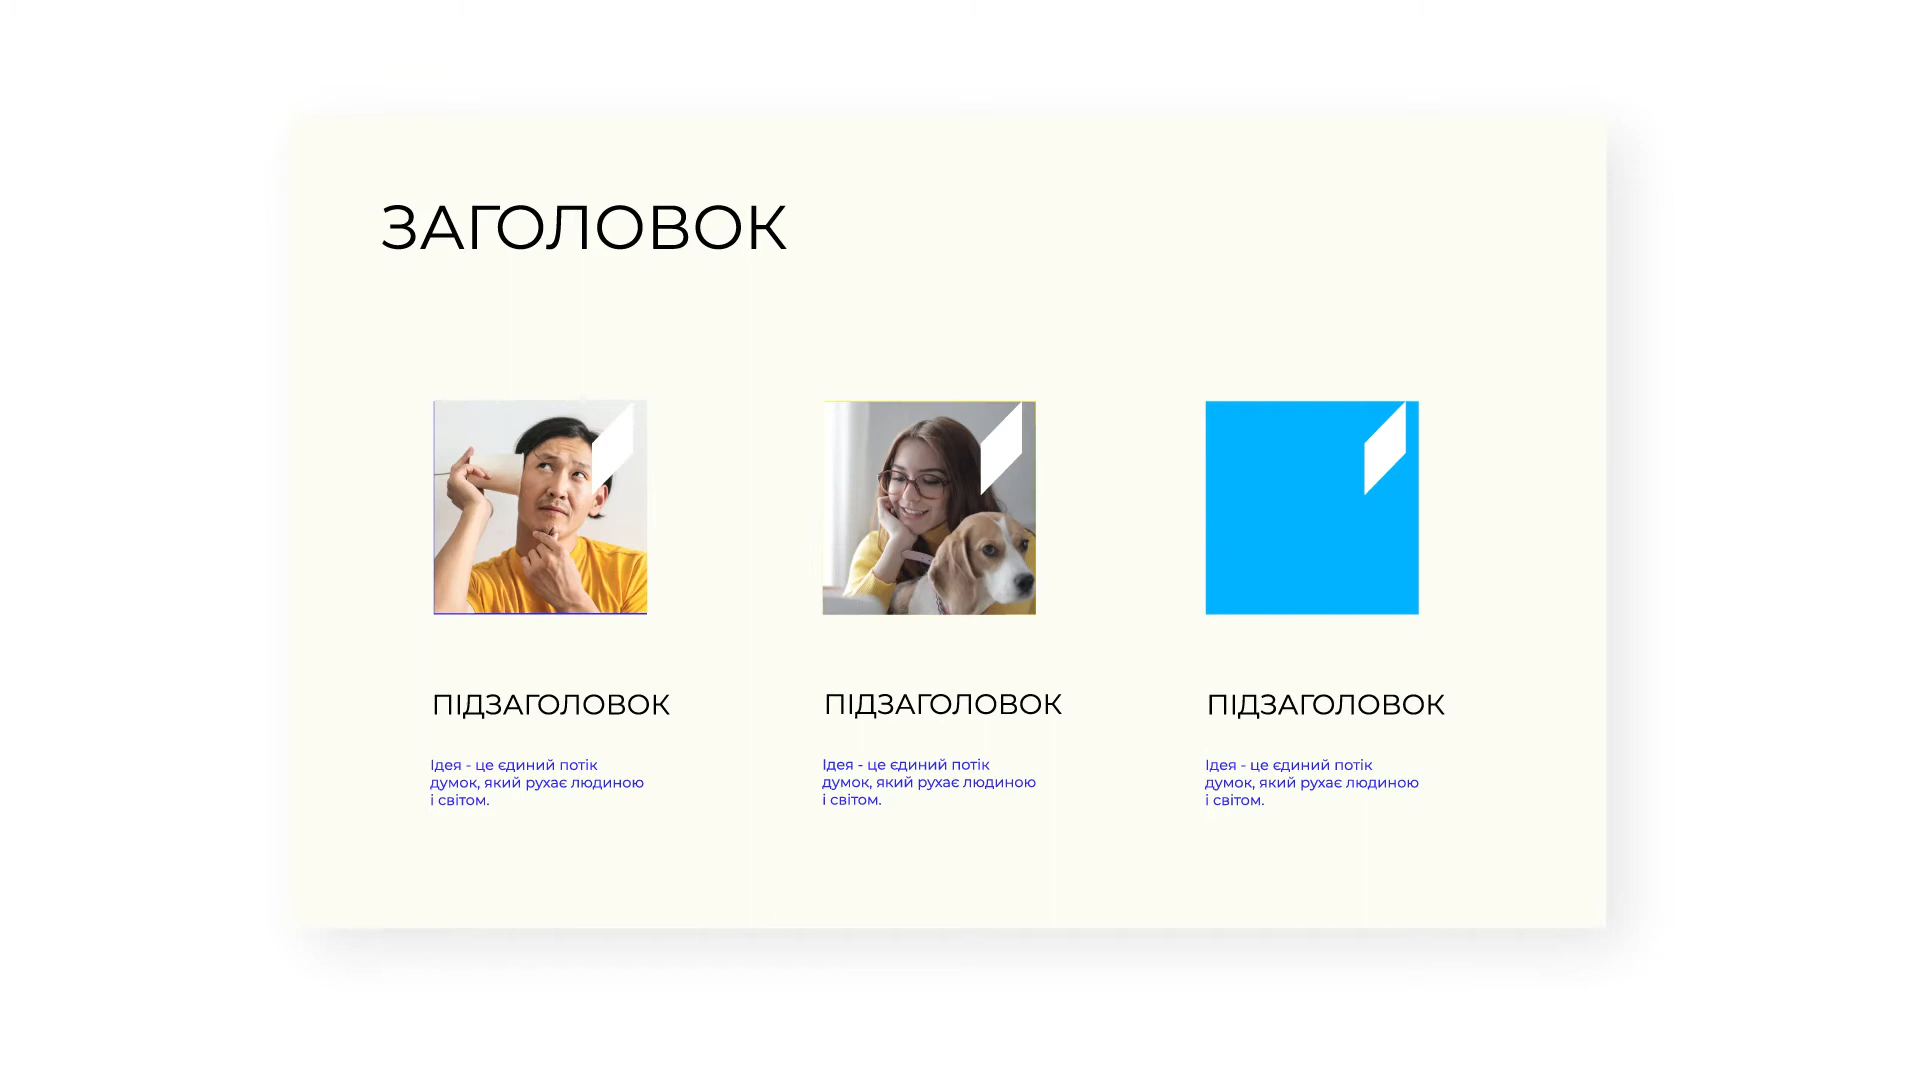 ЗАГОЛОВОК
ПІДЗАГОЛОВОК
Ідея - це єдиний потік
думок, який рухає людиною
і світом.
ПІДЗАГОЛОВОК
Ідея - це єдиний потік
думок, який рухає людиною
і світом.
ПІДЗАГОЛОВОК
Ідея - це єдиний потік
думок, який рухає людиною
і світом.